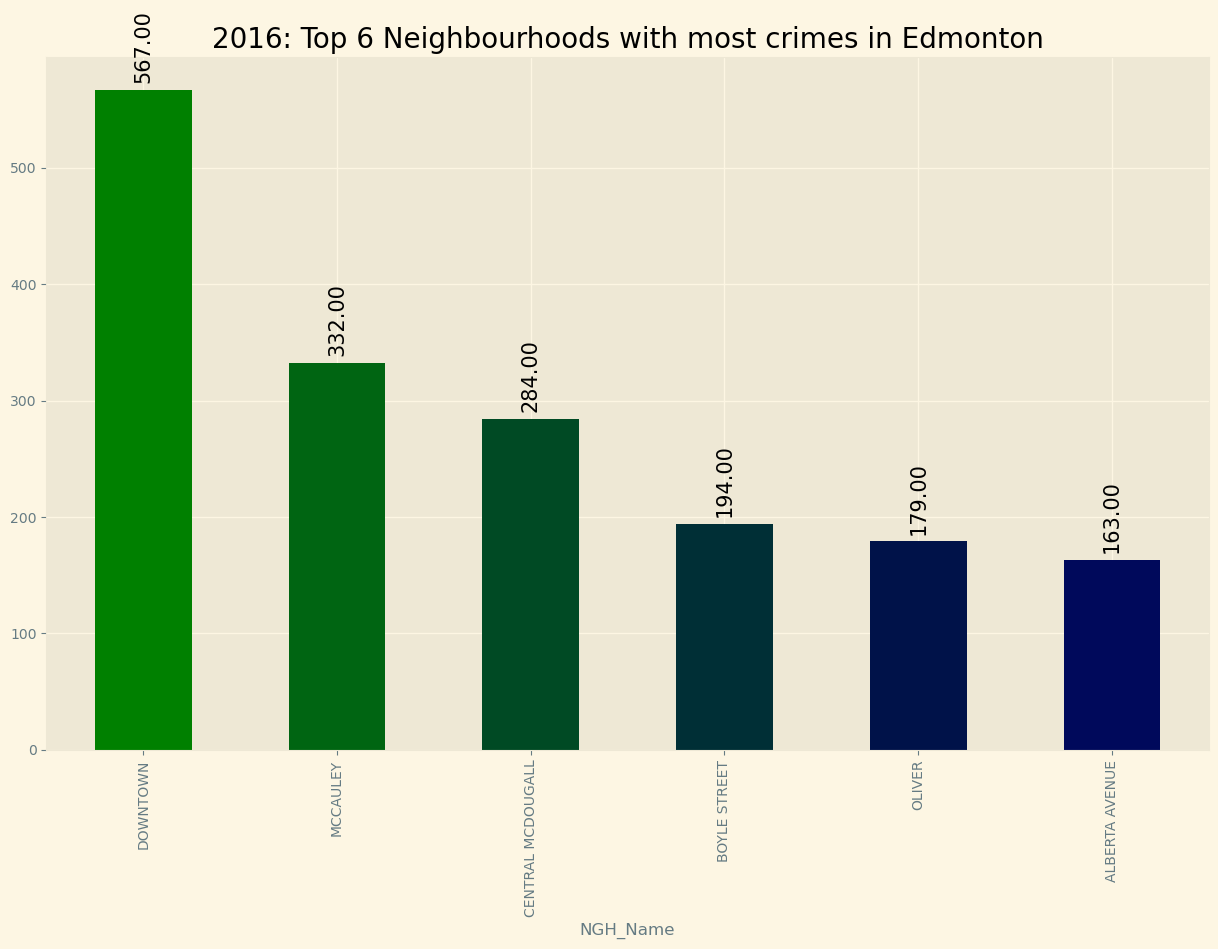 2016: Top 6 Neighbourhoods with most crimes in Edmonton
567.00
332.00
284.00
194.00
179.00
163.00
500
400
300
200
100
0
DOWNTOWN
MCCAULEY
CENTRAL MCDOUGALL
BOYLE STREET
OLIVER
ALBERTA AVENUE
NGH_Name